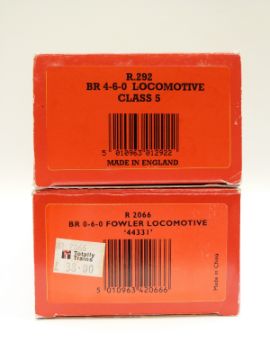 R.292
BR 4-6-0 LOCOMOTIVE
CLASS 5
5 010963 012922
MADE IN ENGLAND
R 2066
BR 0-6-0 FOWLER LOCOMOTIVE
'44331'
Totally
Trains
5 010963 420666
Made in China